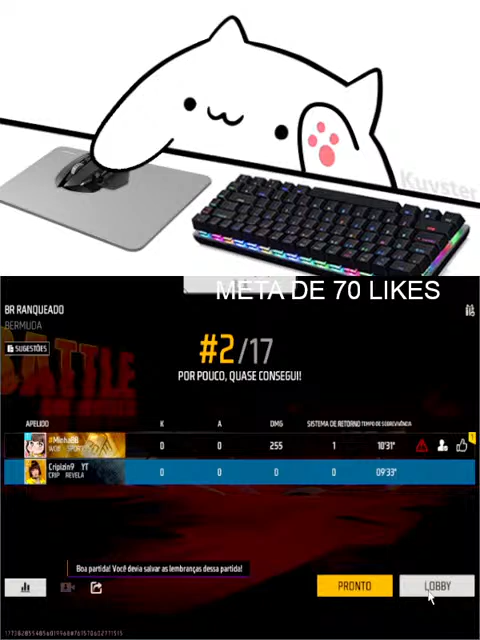 Kuvster
META DE 70 LIKES
BR RANQUEADO
BERMUDA
SUGESTÕES
BATTLE
#2/17
POR POUCO, QUASE CONSEGUI!
APELIDO K A DMG SISTEMA DE RETORNO TEMPO DE SOBREVIVÊNCIA
0 0 255 1 10'31"
Cripizin9 YT 0 0 0 0 09'33"
CRIP REVELA
Boa partida! Você devia salvar as lembranças dessa partida!
PRONTO LOBBY